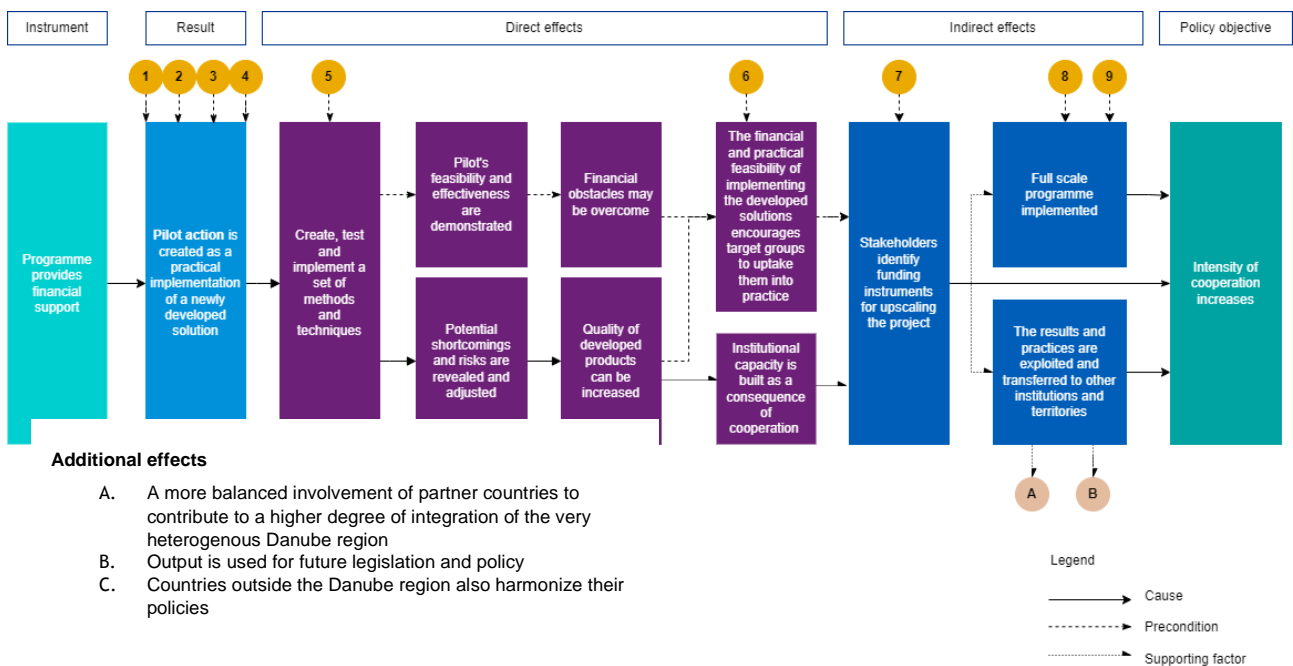 Instrument
Result
Direct effects
Indirect effects
Policy objective
1
2
3
4
5
6
7
8
9
Programme
provides
financial
support
Pilot action is
created as a
practical
implementation
of a newly
developed
solution
Create, test
and
implement a
set of
methods
and
techniques
Pilot's
feasibility and
effectiveness
are
demonstrated
Potential
shortcomings
and risks are
revealed and
adjusted
Financial
obstacles may
be overcome
Quality of
developed
products
can be
increased
The financial
and practical
feasibility of
implementing
the developed
solutions
encourages
target groups
to uptake
them into
practice
Institutional
capacity is
built as a
consequence
of
cooperation
Stakeholders
identify
funding
instruments
for upscaling
the project
Full scale
programme
implemented
The results and
practices are
exploited and
transferred to other
institutions and
territories
Intensity of
cooperation
increases
A
B
Additional effects
A. A more balanced involvement of partner countries to
contribute to a higher degree of integration of the very
heterogenous Danube region
B. Output is used for future legislation and policy
C. Countries outside the Danube region also harmonize their
policies
Legend
Cause
Precondition
Supporting factor